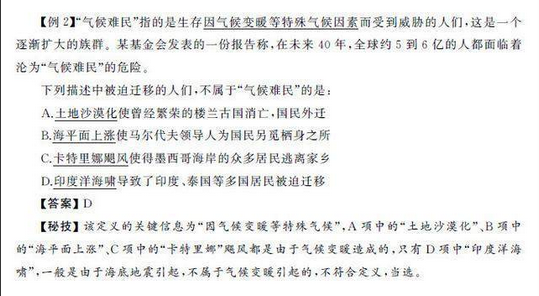 【例 2】“气候难民”指的是生存因气候变暖等特殊气候因素而受到威胁的人们，这是一个
逐渐扩大的族群。某基金会发表的一份报告称，在未来 40 年，全球约 5 到 6 亿的人都面临着
沦为“气候难民”的危险。
下列描述中被迫迁移的人们，不属于“气候难民”的是：
A.土地沙漠化使曾经繁荣的楼兰古国消亡，国民外迁
B.海平面上涨使马尔代夫领导人为国民另觅栖身之所
C.卡特里娜飓风使得墨西哥海岸的众多居民逃离家乡
D.印度洋海啸导致了印度、泰国等多国居民被迫迁移
【答案】D
【秘技】该定义的关键信息为“因气候变暖等特殊气候”，A 项中的“土地沙漠化”、B 项中
的“海平面上涨”、C 项中的“卡特里娜”飓风都是由于气候变暖造成的，只有 D 项中“印度洋海
啸”，一般是由于海底地震引起，不属于气候变暖引起的，不符合定义，当选。